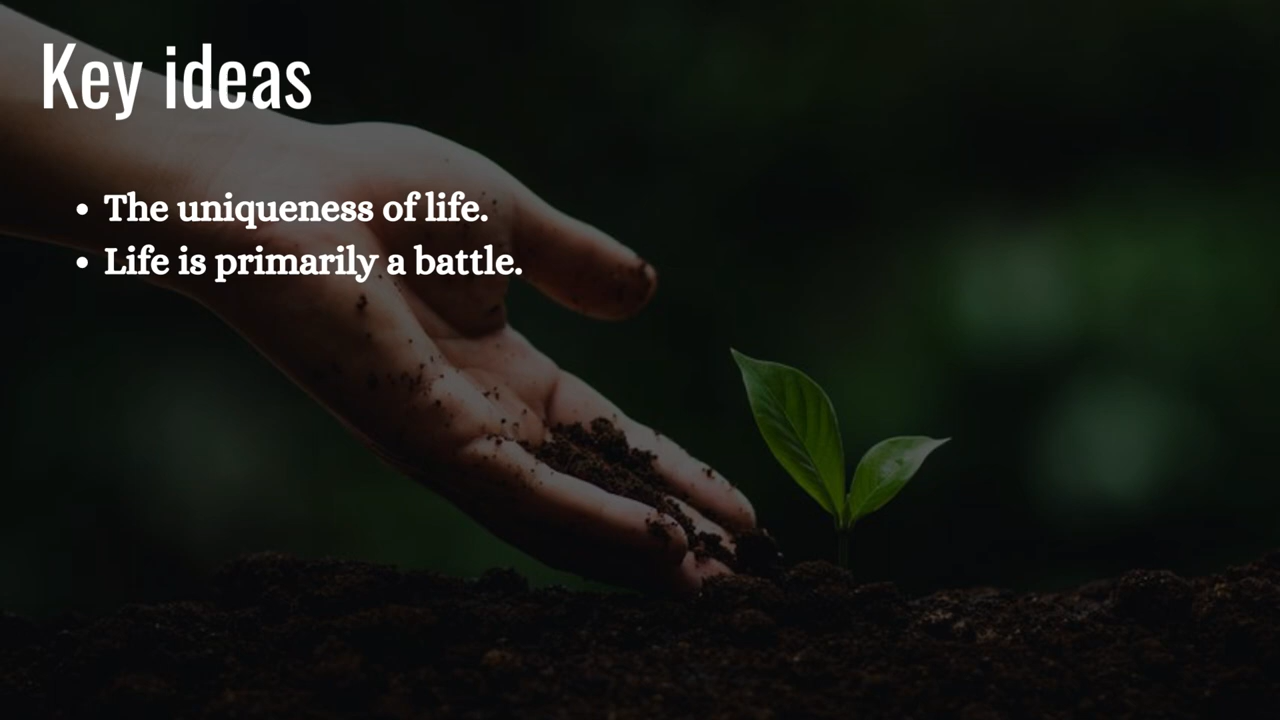 Key ideas
• The uniqueness of life.
• Life is primarily a battle.